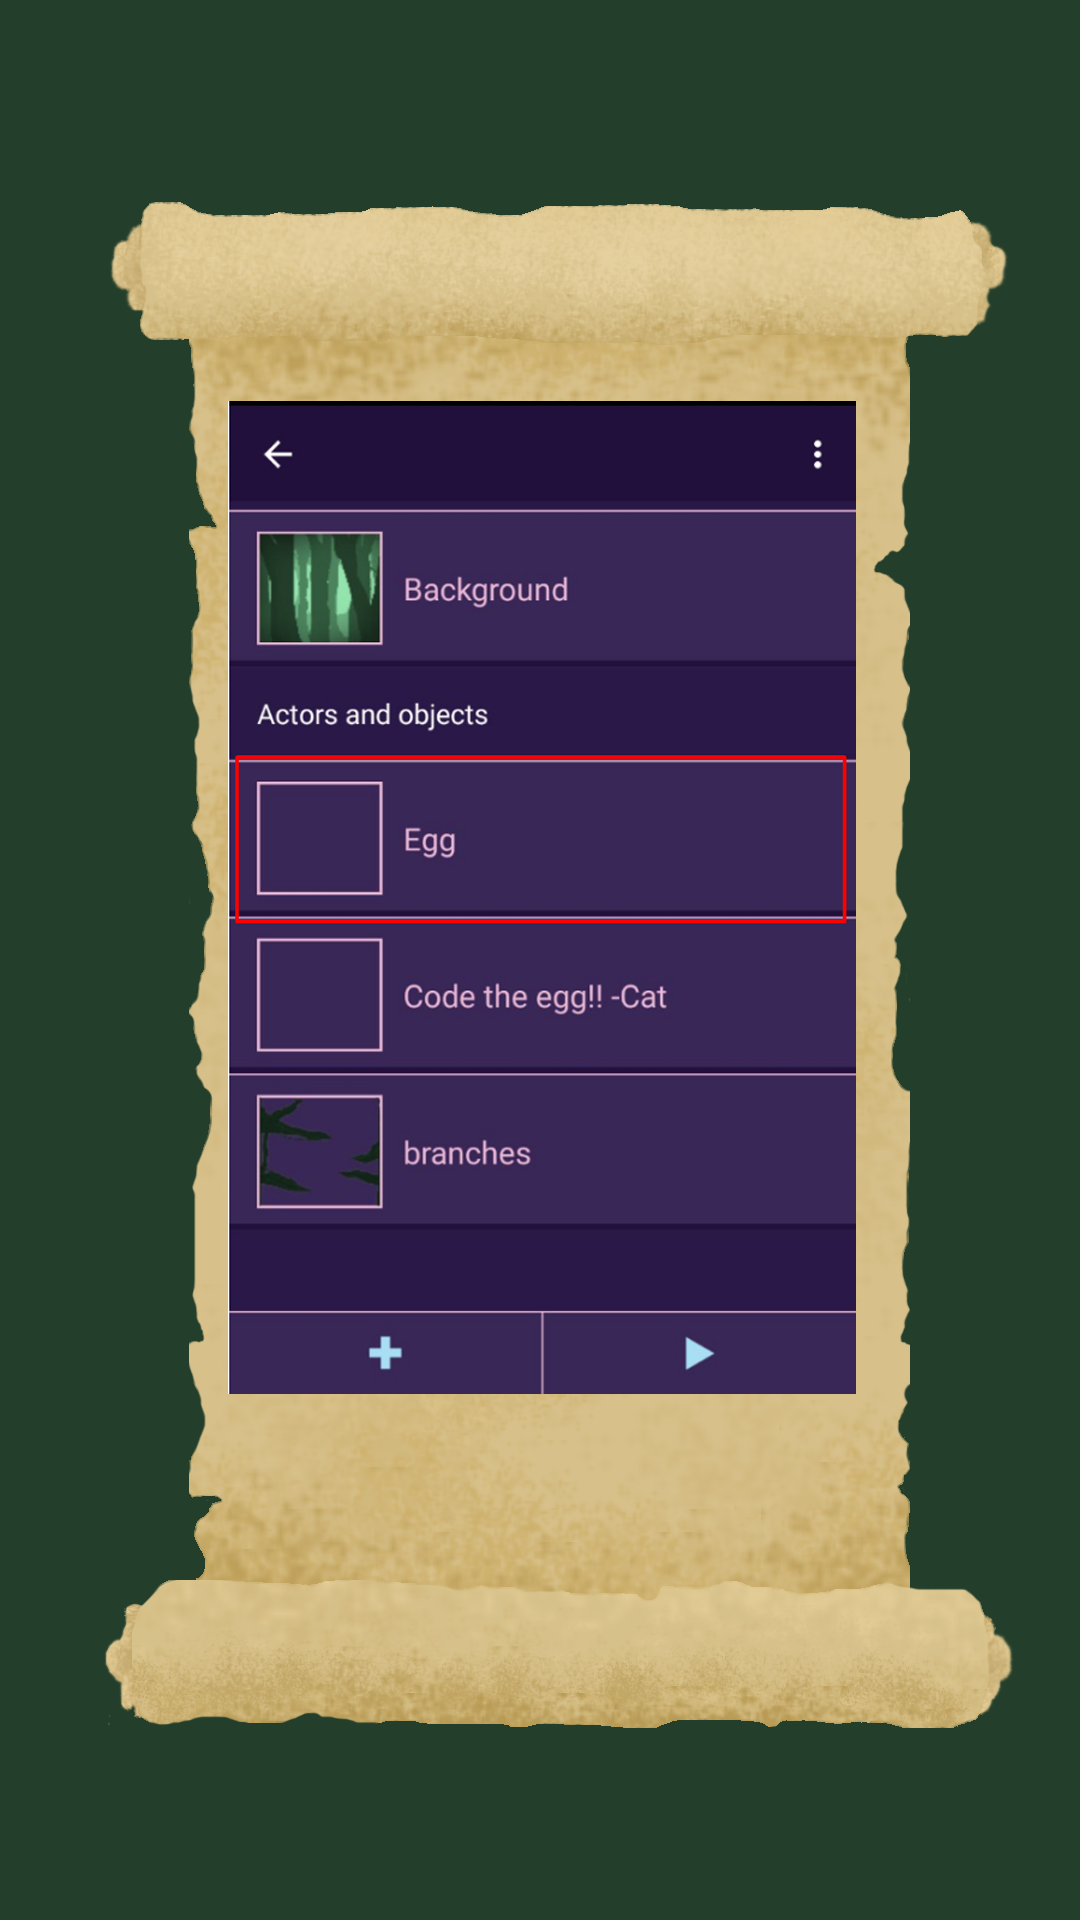 Background
Actors and objects
Egg
Code the egg!! -Cat
branches